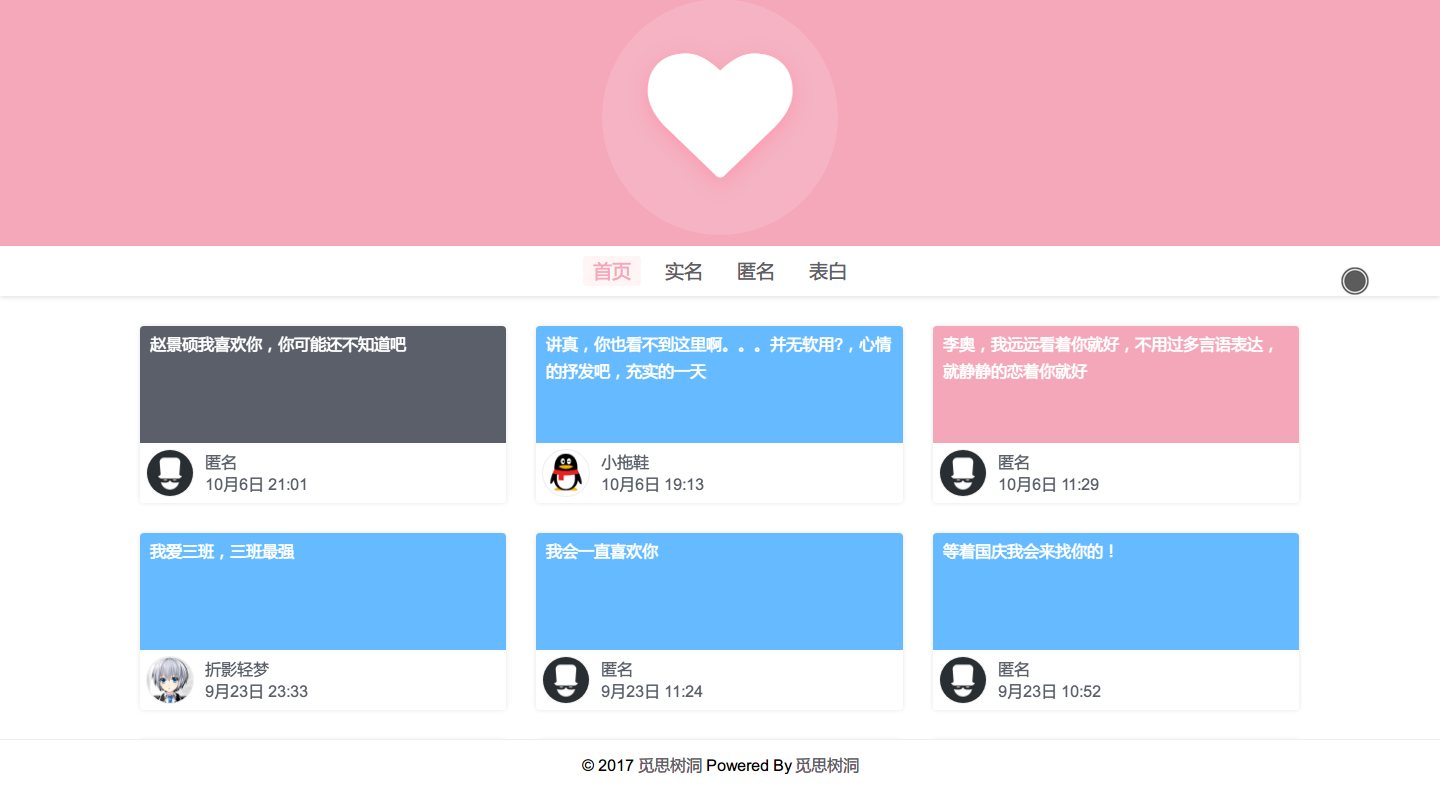 首页 实名 匿名 表白
赵景硕我喜欢你，你可能还不知道吧
匿名
10月6日 21:01
讲真，你也看不到这里啊。。。并无软用?，心情
的抒发吧，充实的一天
小拖鞋
10月6日 19:13
李奥，我远远看着你就好，不用过多言语表达，
就静静的恋着你就好
匿名
10月6日 11:29
我爱三班，三班最强
折影轻梦
9月23日 23:33
我会一直喜欢你
匿名
9月23日 11:24
等着国庆我会来找你的！
匿名
9月23日 10:52
© 2017 觅思树洞 Powered By 觅思树洞